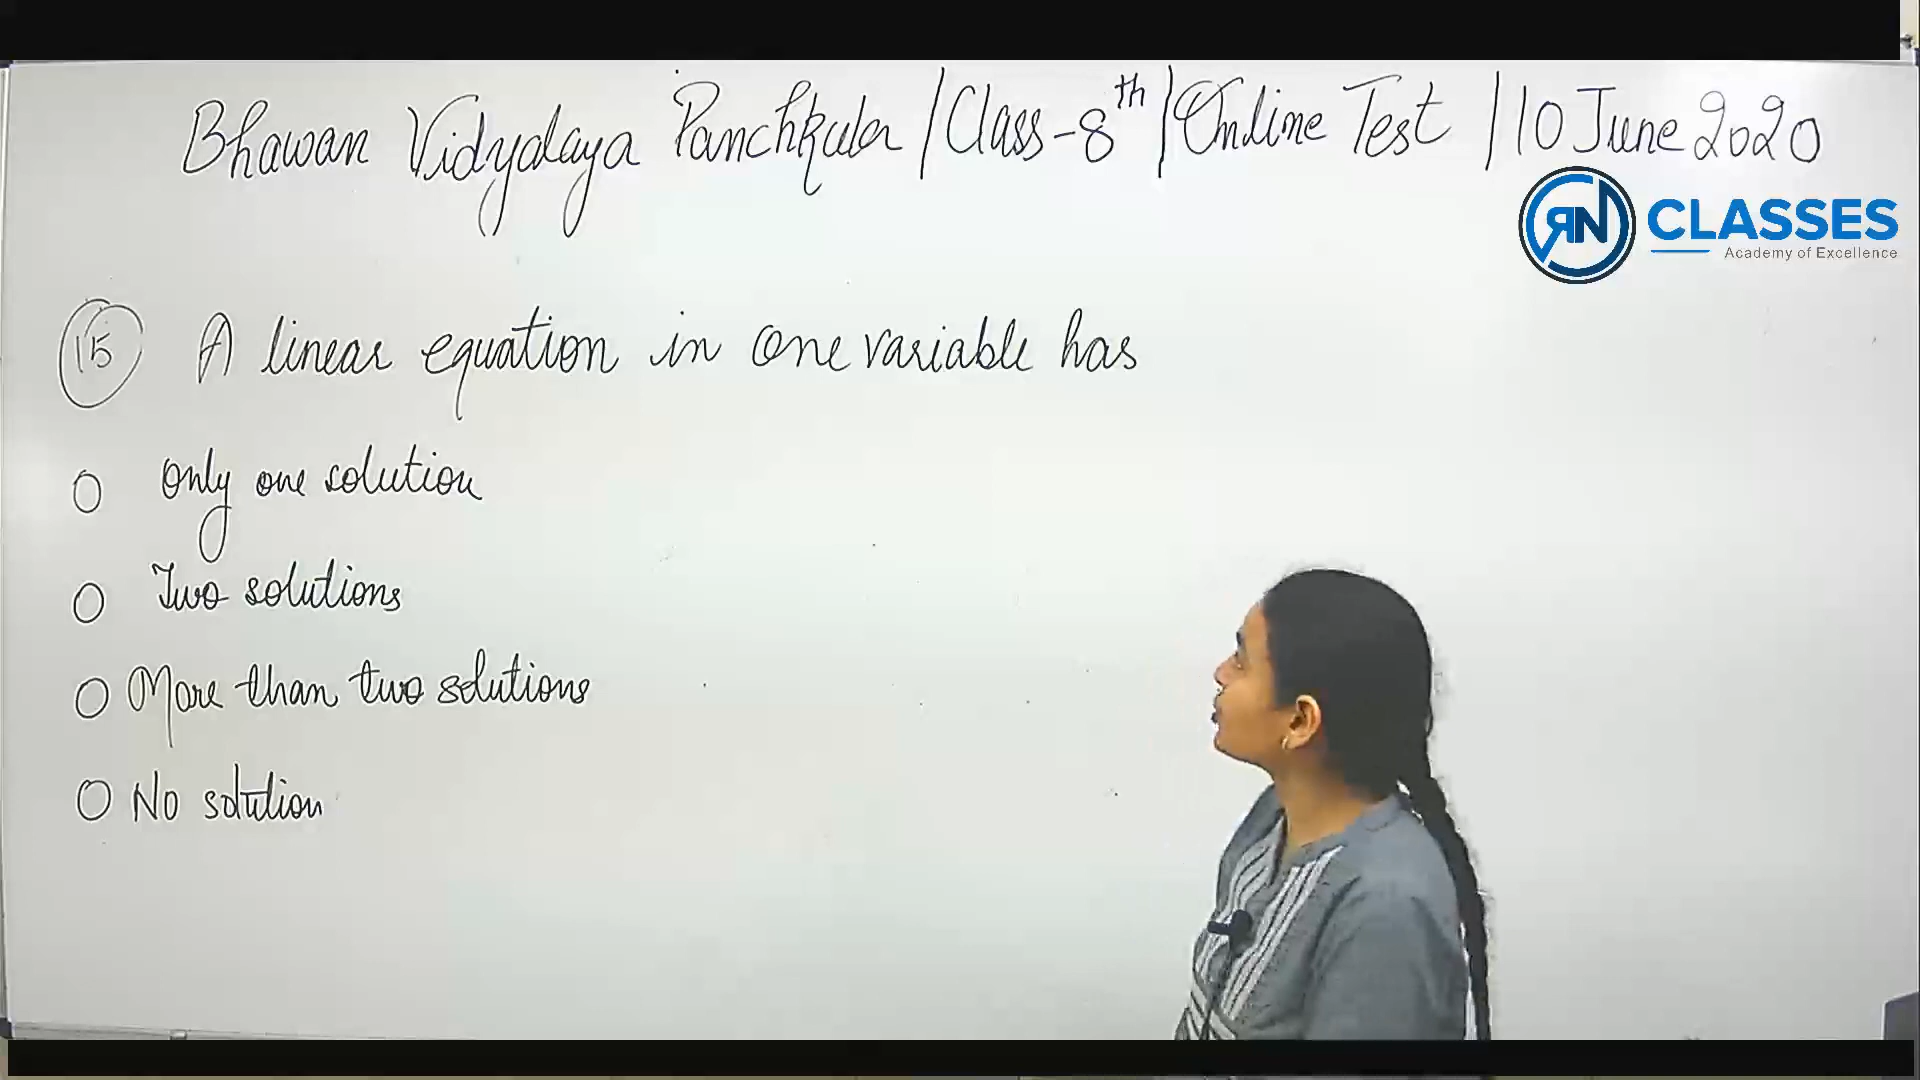 Bhawan Vidyalaya Panchkula / Class-8th / Online Test / 10 June 2020
RN CLASSES
Academy of Excellence
15 A linear equation in one variable has
O Only one solution
O Two solutions
O More than two solutions
O No solution